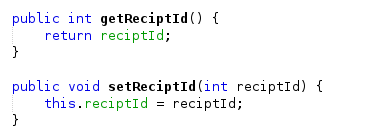 public int getReciptId() {
    return reciptId;
}

public void setReciptId(int reciptId) {
    this.reciptId = reciptId;
}